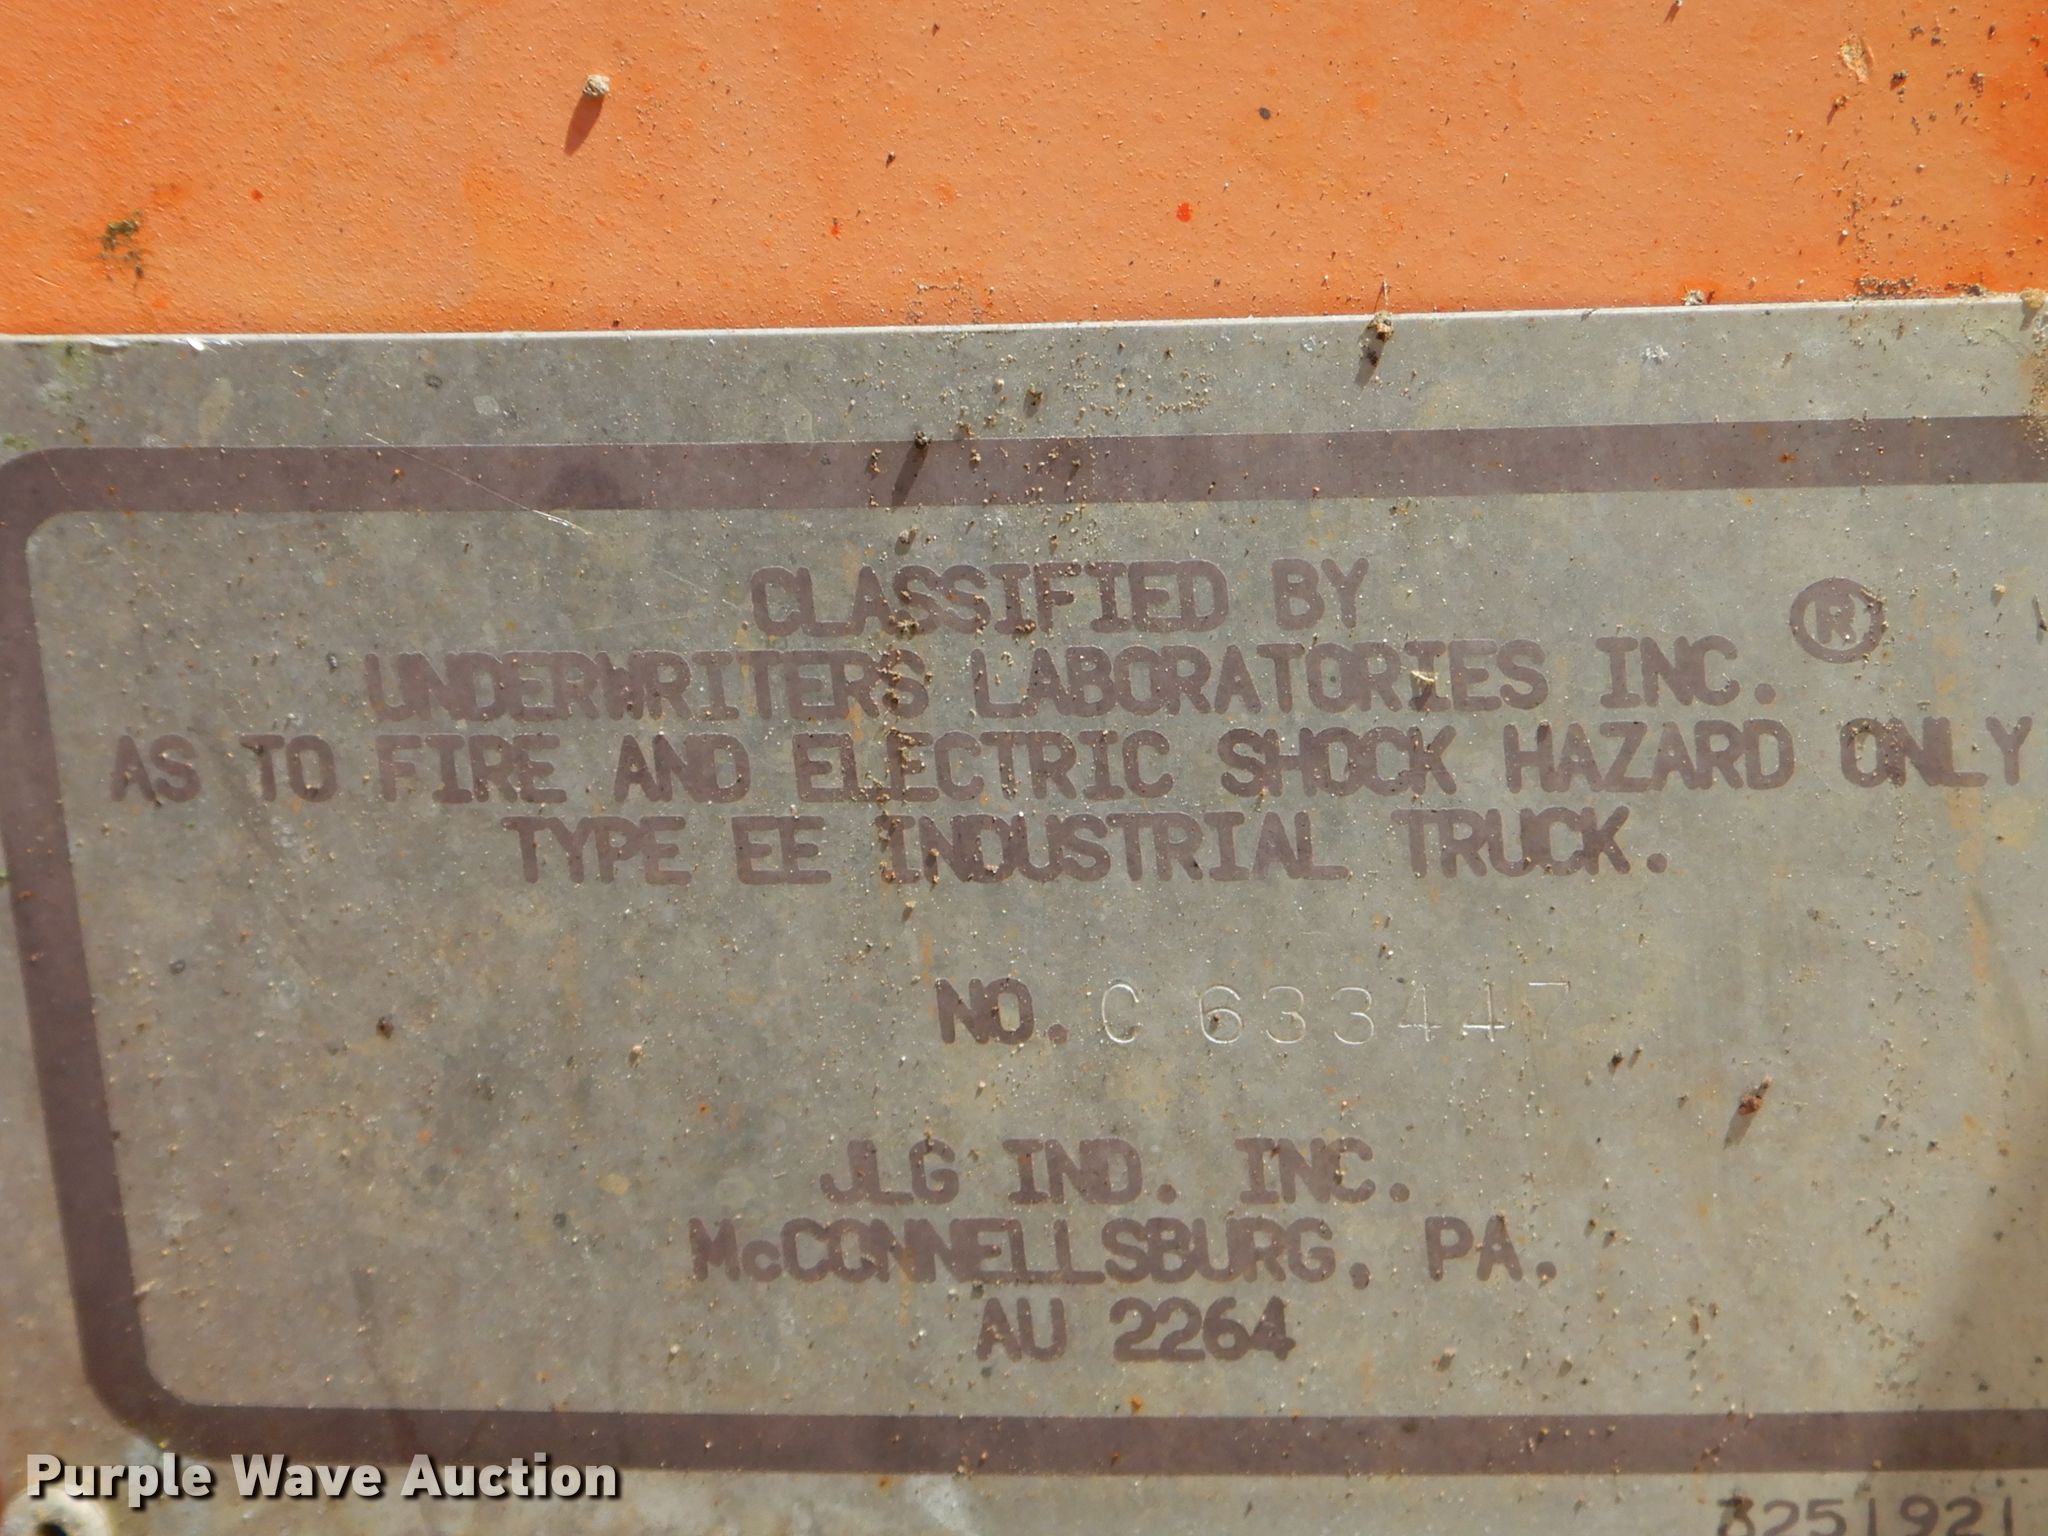 CLASSIFIED BY
UNDERWRITERS LABORATORIES INC. ®
AS TO FIRE AND ELECTRIC SHOCK HAZARD ONLY
TYPE EE INDUSTRIAL TRUCK.
NO. C 633447
JLG IND. INC.
McCONNELLSBURG, PA.
AU 2264
3251921
Purple Wave Auction